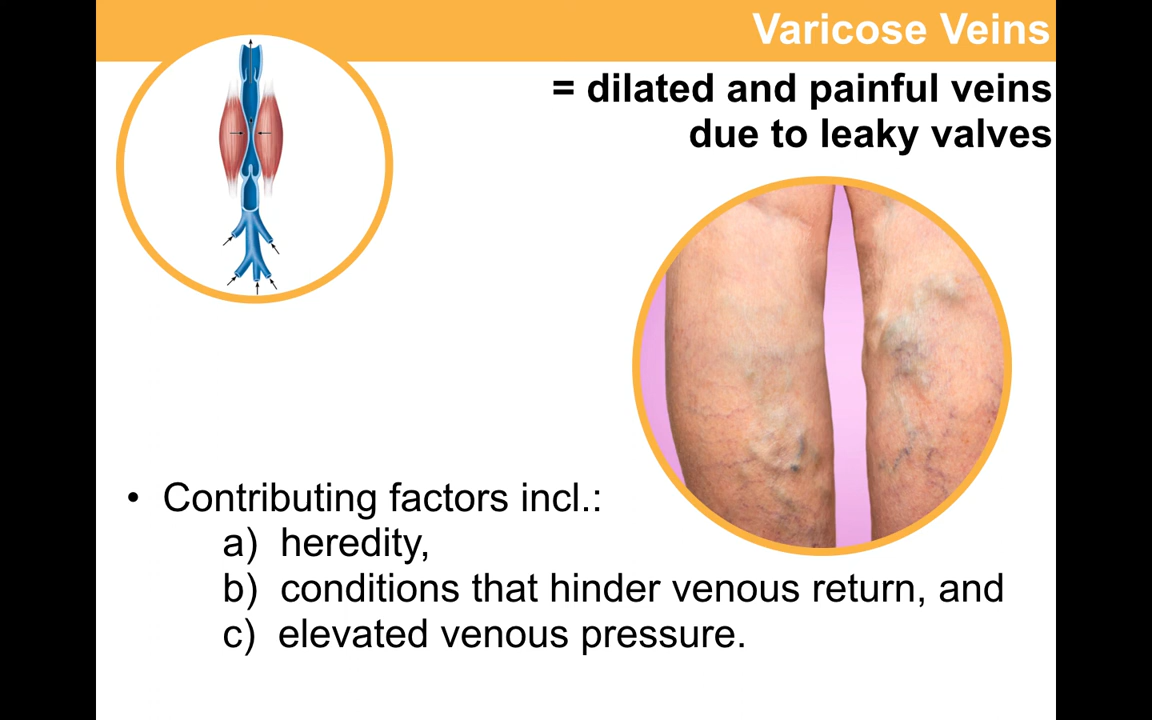 Varicose Veins
= dilated and painful veins
due to leaky valves
• Contributing factors incl.:
a) heredity,
b) conditions that hinder venous return, and
c) elevated venous pressure.